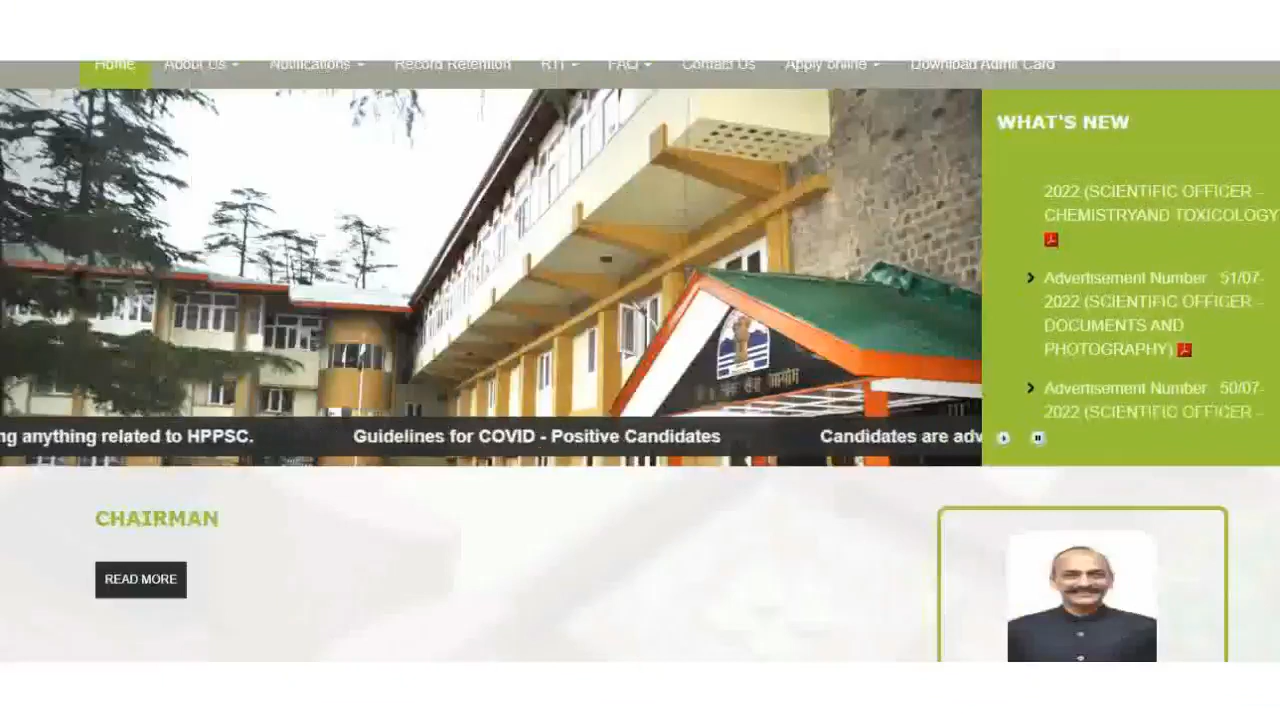 Home About Us Notifications Record Retention RTI FAQ Contact Us Apply online Download Admit Card
WHAT'S NEW
2022 (SCIENTIFIC OFFICER –
CHEMISTRYAND TOXICOLOGY
Advertisement Number 51/07-
2022 (SCIENTIFIC OFFICER –
DOCUMENTS AND
PHOTOGRAPHY)
Advertisement Number 50/07-
2022 (SCIENTIFIC OFFICER –
लोक सेवा आयोग
ng anything related to HPPSC. Guidelines for COVID - Positive Candidates Candidates are adv
CHAIRMAN
READ MORE